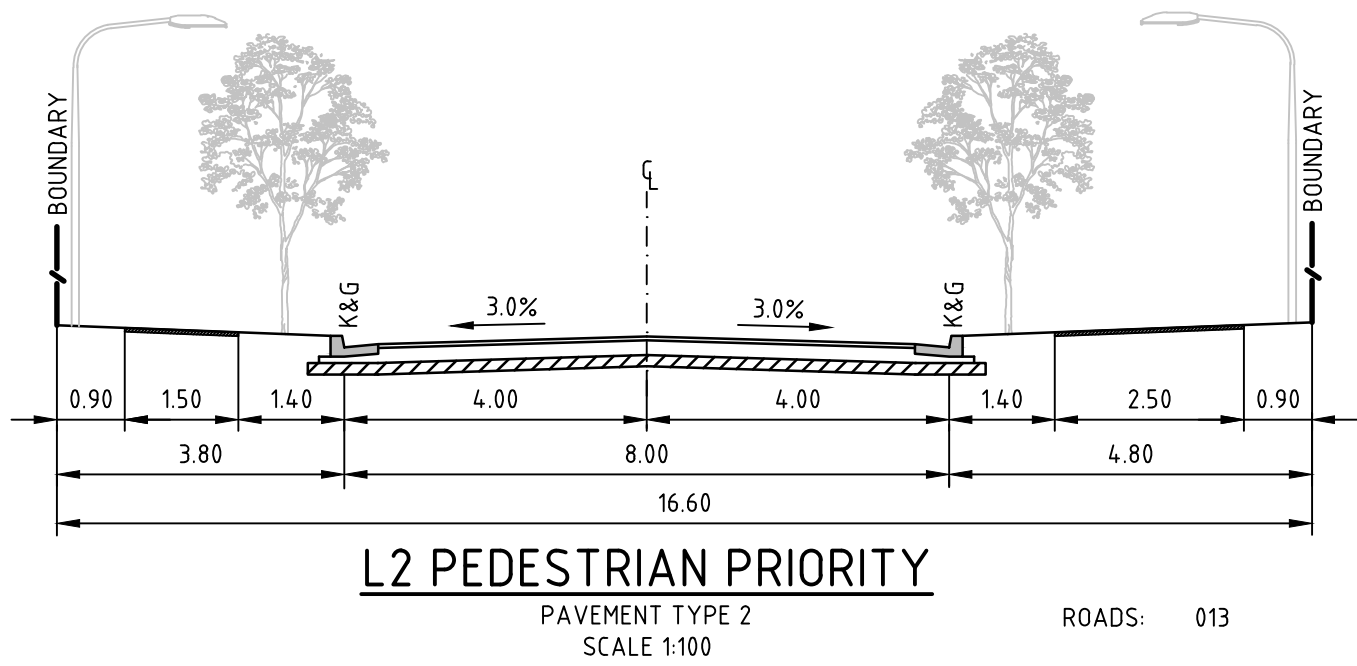 BOUNDARY
BOUNDARY
℄
K&G
K&G
3.0%
3.0%
0.90 1.50 1.40 4.00 4.00 1.40 2.50 0.90
3.80 8.00 4.80
16.60
L2 PEDESTRIAN PRIORITY
PAVEMENT TYPE 2
ROADS: 013
SCALE 1:100